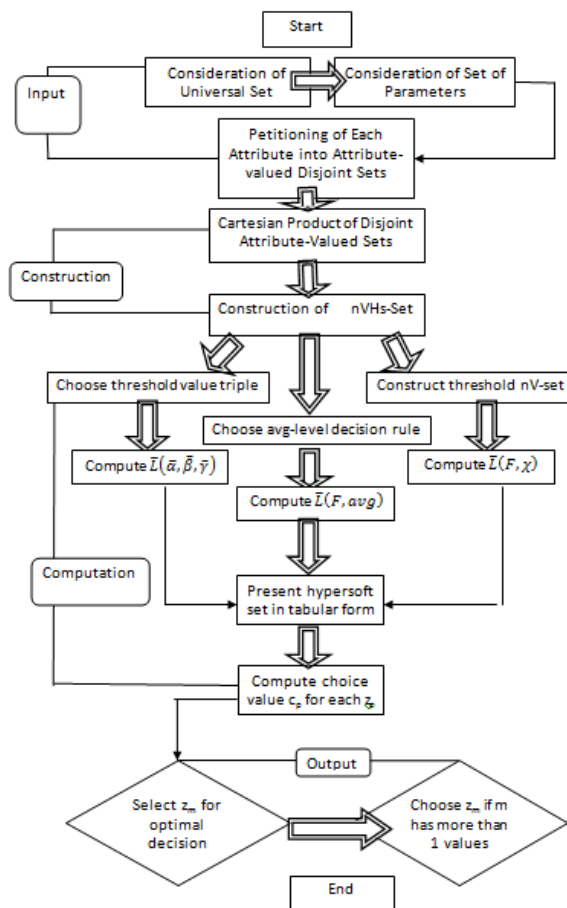 Start
Consideration of
Universal Set
Consideration of Set of
Parameters
Input
Petitioning of Each
Attribute into Attribute-
valued Disjoint Sets
Cartesian Product of Disjoint
Attribute-Valued Sets
Construction
Construction of nVHs-Set
Choose threshold value triple
Choose avg-level decision rule
Construct threshold nV-set
Compute L̄(ᾱ, β̄, γ̄)
Compute L̄(F, avg)
Compute L̄(F, χ)
Computation
Present hypersoft
set in tabular form
Compute choice
value cₚ for each zₚ
Output
Select zₘ for
optimal
decision
Choose zₘ if m
has more than
1 values
End